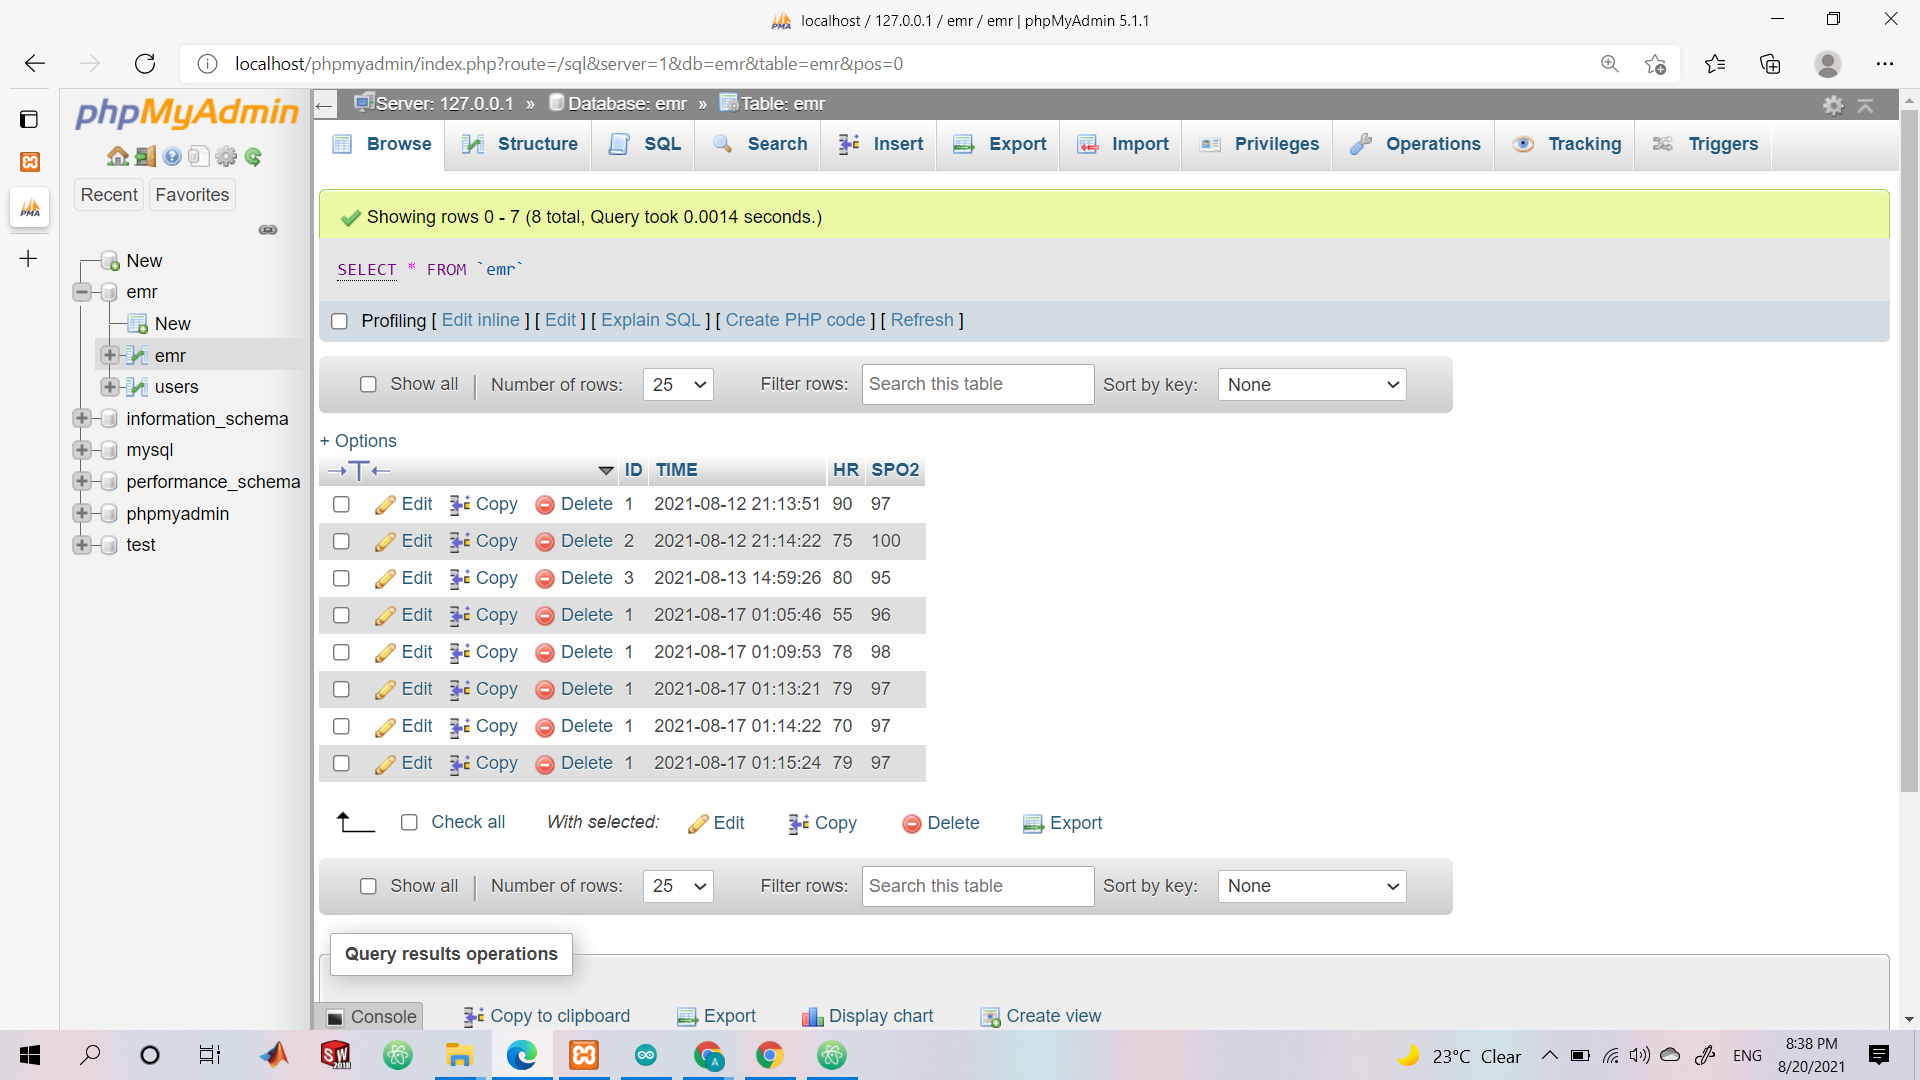 localhost / 127.0.0.1 / emr / emr | phpMyAdmin 5.1.1
localhost/phpmyadmin/index.php?route=/sql&server=1&db=emr&table=emr&pos=0
phpMyAdmin
Recent Favorites
New
emr
New
emr
users
information_schema
mysql
performance_schema
phpmyadmin
test
Server: 127.0.0.1 » Database: emr » Table: emr
Browse Structure SQL Search Insert Export Import Privileges Operations Tracking Triggers
Showing rows 0 - 7 (8 total, Query took 0.0014 seconds.)
SELECT * FROM `emr`
Profiling [ Edit inline ] [ Edit ] [ Explain SQL ] [ Create PHP code ] [ Refresh ]
Show all | Number of rows: 25 Filter rows: Search this table Sort by key: None
+ Options
ID TIME HR SPO2
Edit Copy Delete 1 2021-08-12 21:13:51 90 97
Edit Copy Delete 2 2021-08-12 21:14:22 75 100
Edit Copy Delete 3 2021-08-13 14:59:26 80 95
Edit Copy Delete 1 2021-08-17 01:05:46 55 96
Edit Copy Delete 1 2021-08-17 01:09:53 78 98
Edit Copy Delete 1 2021-08-17 01:13:21 79 97
Edit Copy Delete 1 2021-08-17 01:14:22 70 97
Edit Copy Delete 1 2021-08-17 01:15:24 79 97
Check all With selected: Edit Copy Delete Export
Show all | Number of rows: 25 Filter rows: Search this table Sort by key: None
Query results operations
Console Copy to clipboard Export Display chart Create view
23°C Clear ENG 8:38 PM
8/20/2021